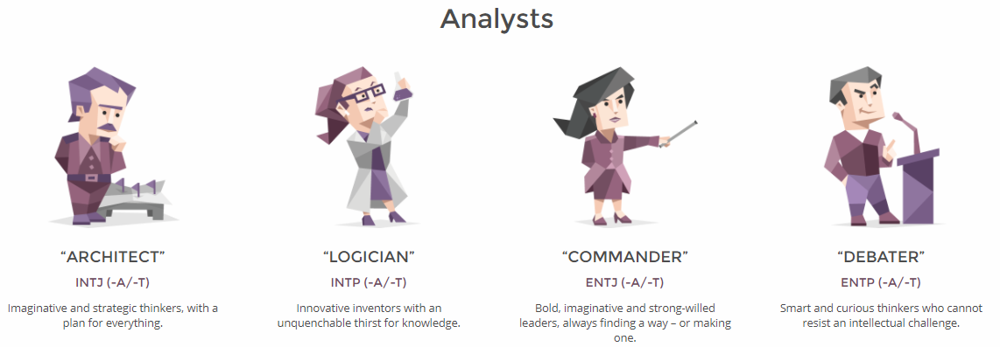 Analysts
“ARCHITECT”
INTJ (-A/-T)
Imaginative and strategic thinkers, with a
plan for everything.
“LOGICIAN”
INTP (-A/-T)
Innovative inventors with an
unquenchable thirst for knowledge.
“COMMANDER”
ENTJ (-A/-T)
Bold, imaginative and strong-willed
leaders, always finding a way – or making
one.
“DEBATER”
ENTP (-A/-T)
Smart and curious thinkers who cannot
resist an intellectual challenge.